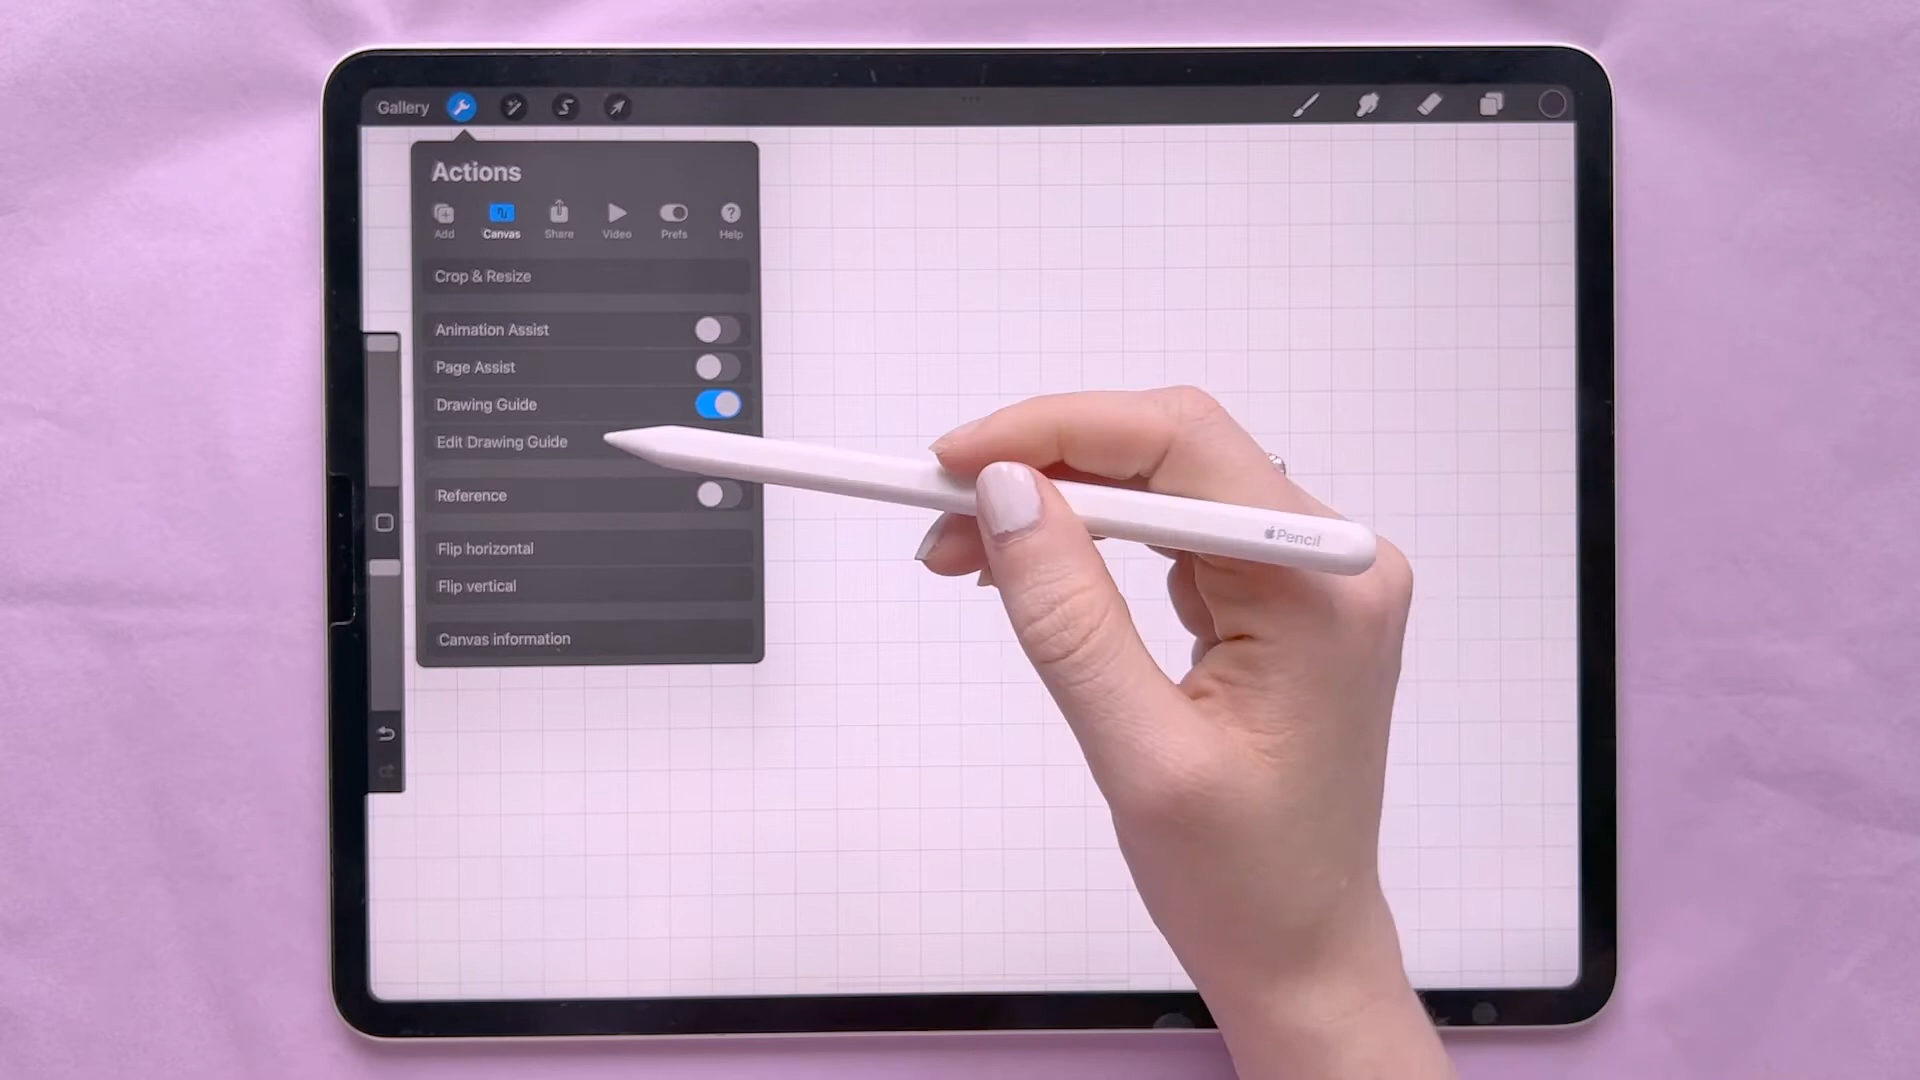 Gallery
Actions
Add Canvas Share Video Prefs Help
Crop & Resize
Animation Assist
Page Assist
Drawing Guide
Edit Drawing Guide
Reference
Flip horizontal
Flip vertical
Canvas information
Pencil